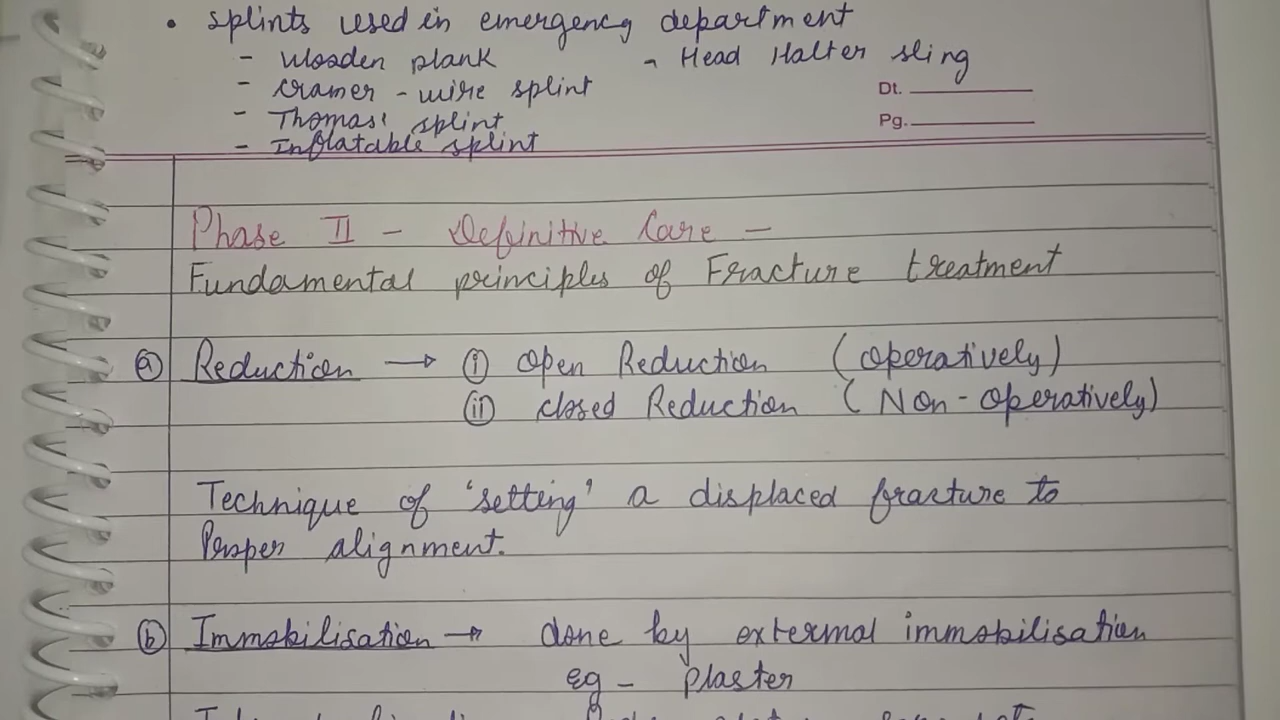 • Splints used in emergency department
- Wooden plank - Head Halter sling
- Cramer-wire splint
Dt.
- Thomas' splint
Pg.
- Inflatable splint
Phase II - Definitive Care -
Fundamental principles of Fracture treatment
(a) Reduction → (i) Open Reduction (Operatively)
(ii) closed Reduction (Non-Operatively)
Technique of 'setting' a displaced fracture to
Proper alignment.
(b) Immobilisation → done by external immobilisation
eg - Plaster